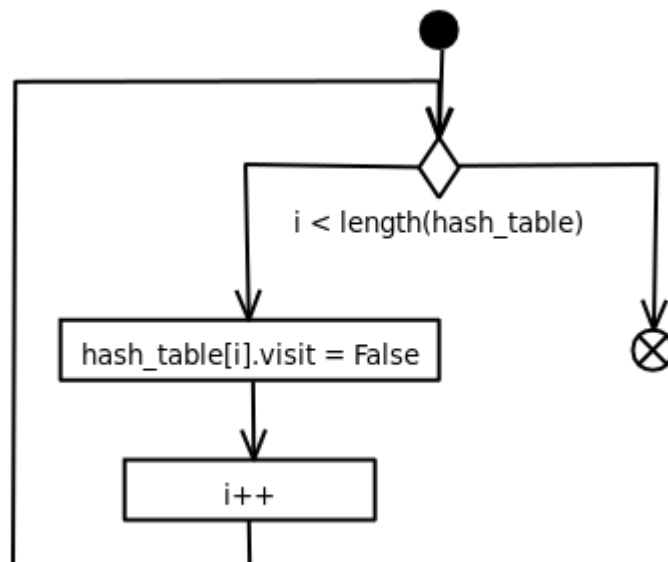 i < length(hash_table)
hash_table[i].visit = False
i++